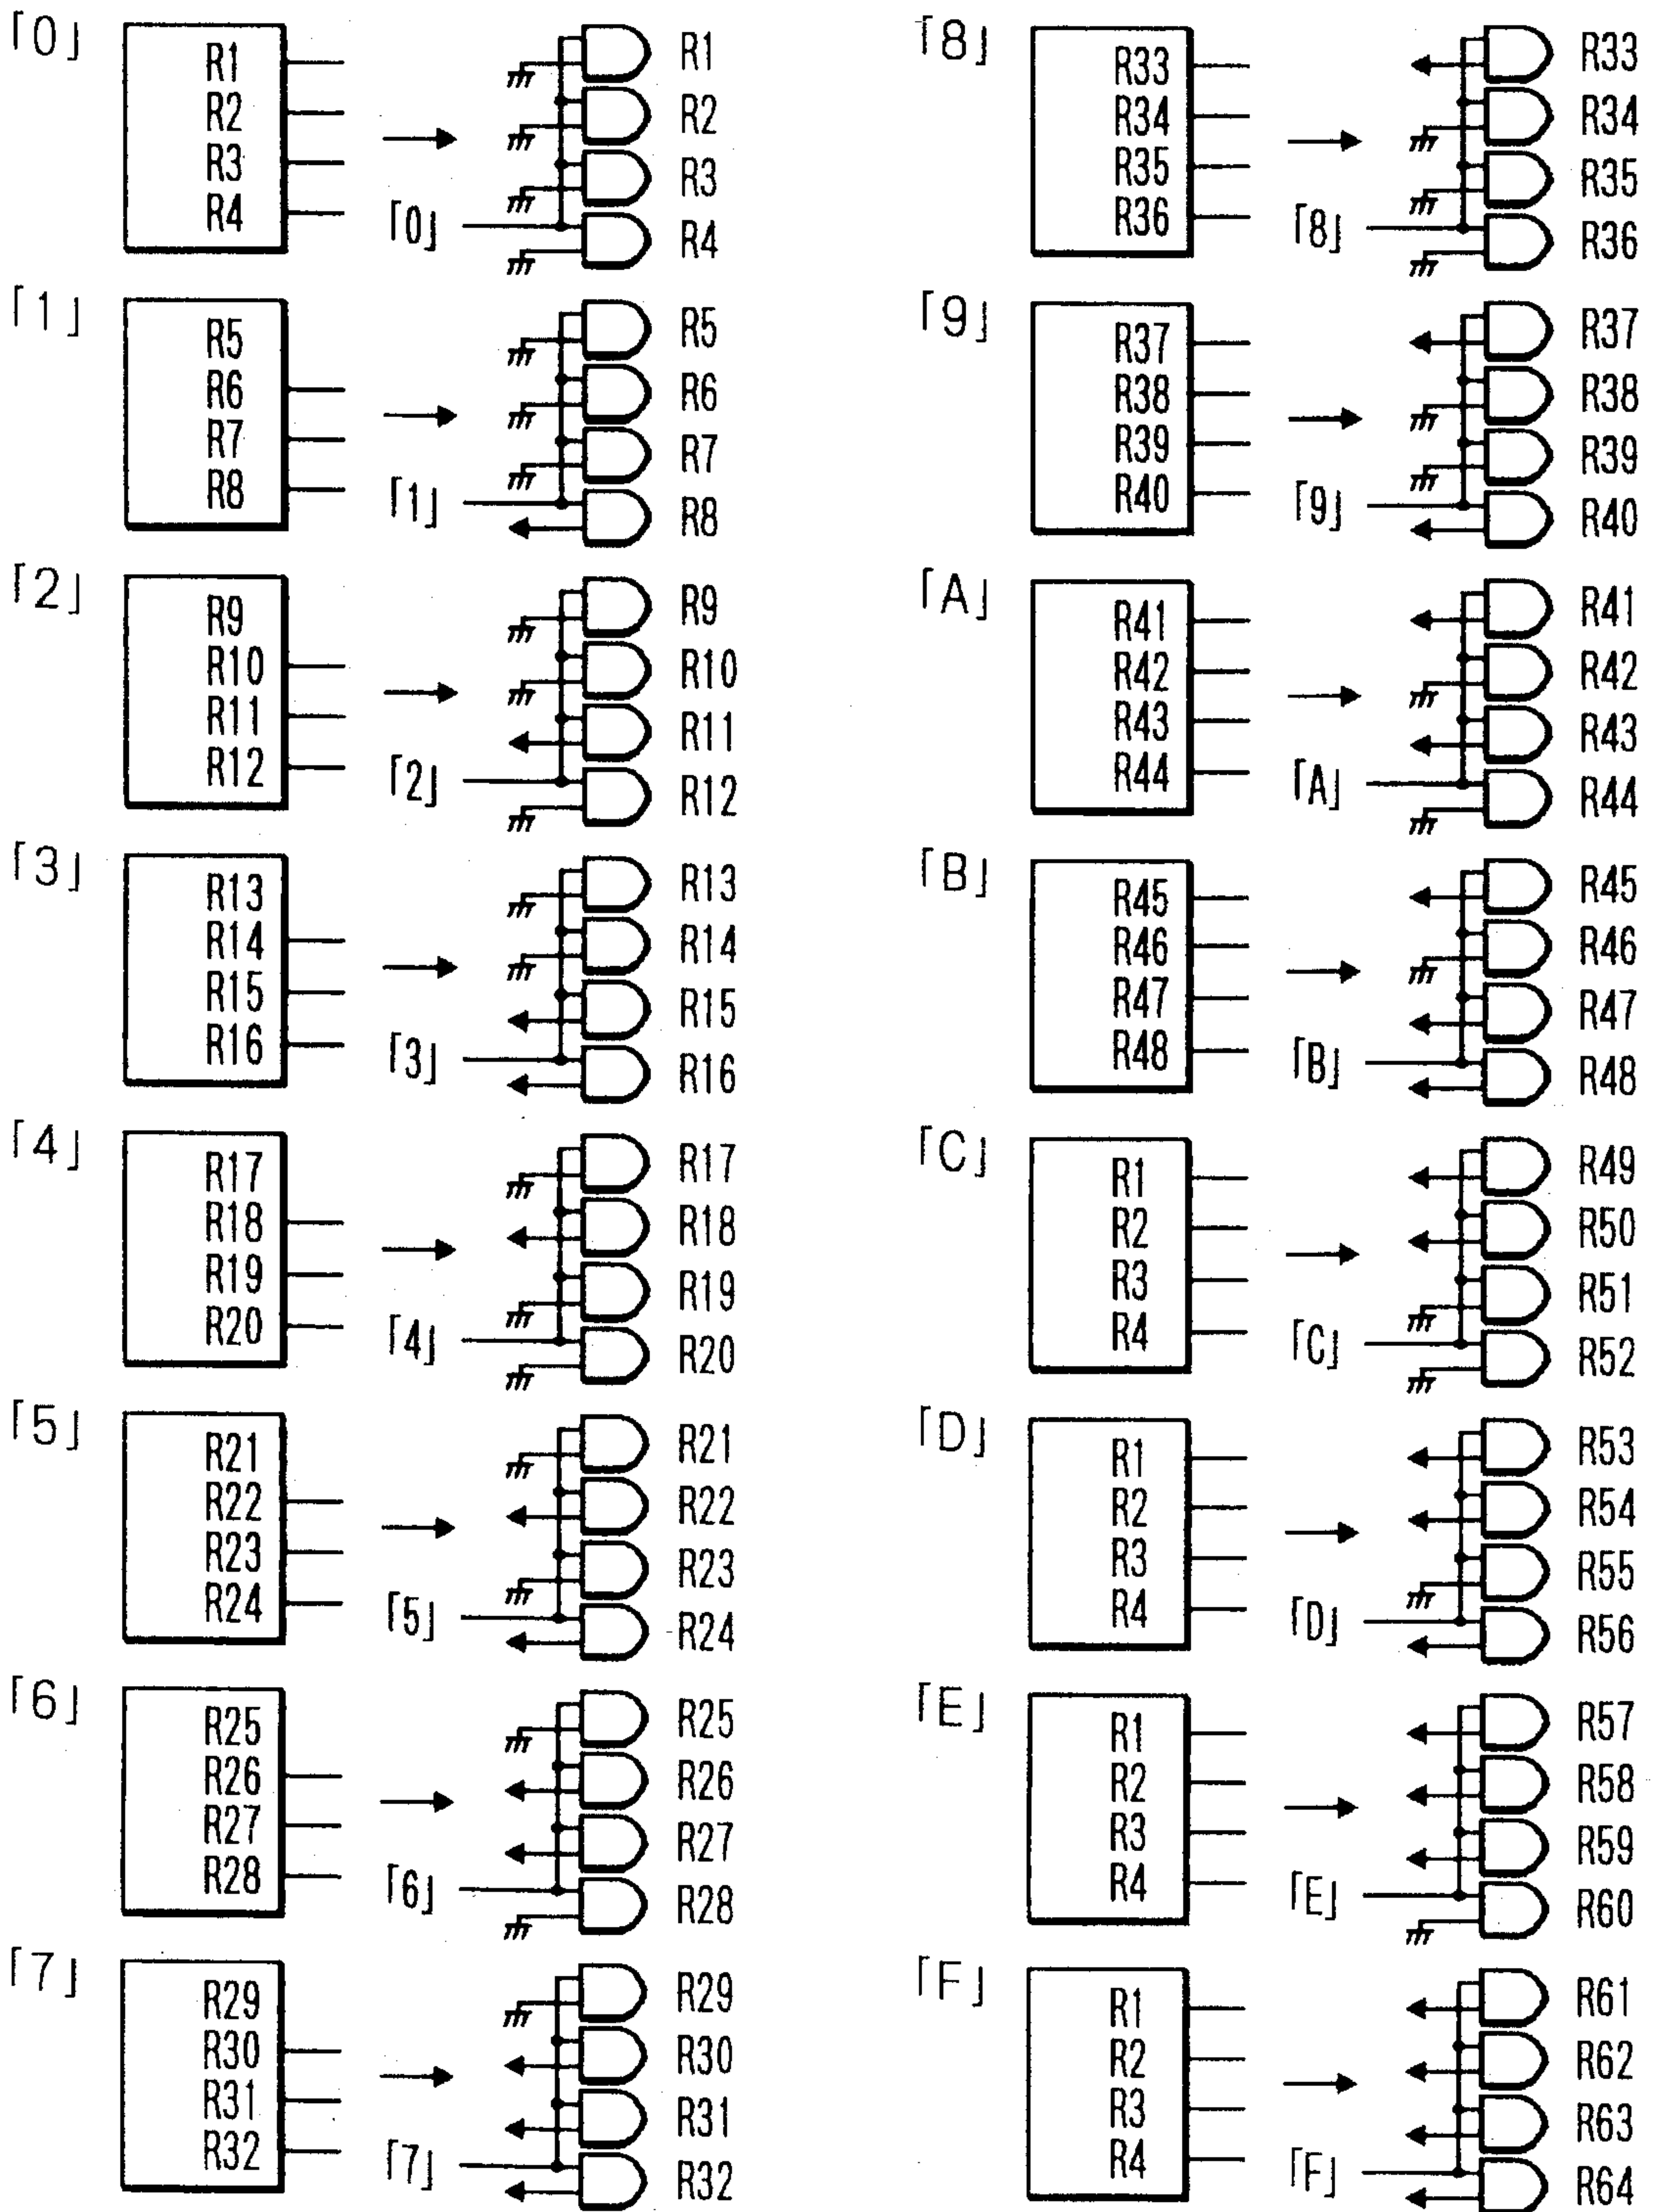 「0」
R1
R2
R3
R4
「0」
R1
R2
R3
R4
「1」
R5
R6
R7
R8
「1」
R5
R6
R7
R8
「2」
R9
R10
R11
R12
「2」
R9
R10
R11
R12
「3」
R13
R14
R15
R16
「3」
R13
R14
R15
R16
「4」
R17
R18
R19
R20
「4」
R17
R18
R19
R20
「5」
R21
R22
R23
R24
「5」
R21
R22
R23
R24
「6」
R25
R26
R27
R28
「6」
R25
R26
R27
R28
「7」
R29
R30
R31
R32
「7」
R29
R30
R31
R32
「8」
R33
R34
R35
R36
「8」
R33
R34
R35
R36
「9」
R37
R38
R39
R40
「9」
R37
R38
R39
R40
「A」
R41
R42
R43
R44
「A」
R41
R42
R43
R44
「B」
R45
R46
R47
R48
「B」
R45
R46
R47
R48
「C」
R1
R2
R3
R4
「C」
R49
R50
R51
R52
「D」
R1
R2
R3
R4
「D」
R53
R54
R55
R56
「E」
R1
R2
R3
R4
「E」
R57
R58
R59
R60
「F」
R1
R2
R3
R4
「F」
R61
R62
R63
R64